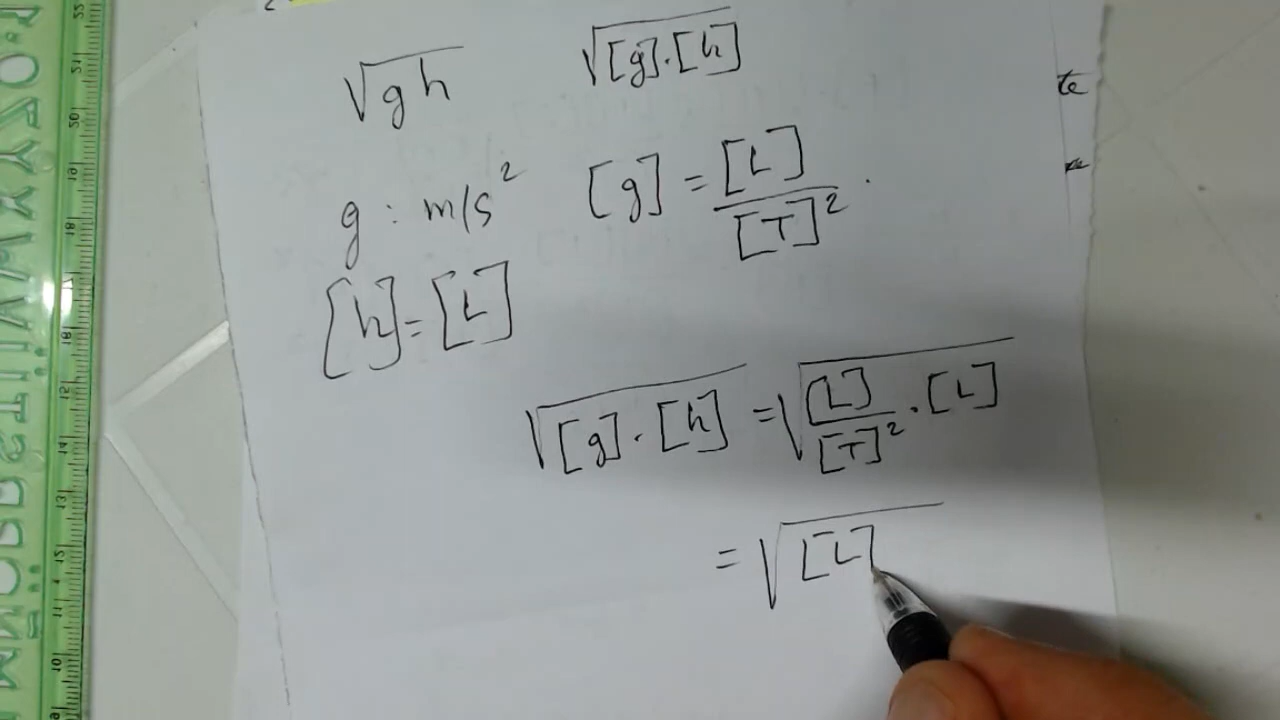 √gh √[g].[h]
g : m/s² [g] = [L]/[T]² .
[h] = [L]
√[g] . [h] = √[L]/[T]² . [L]
= √[L]